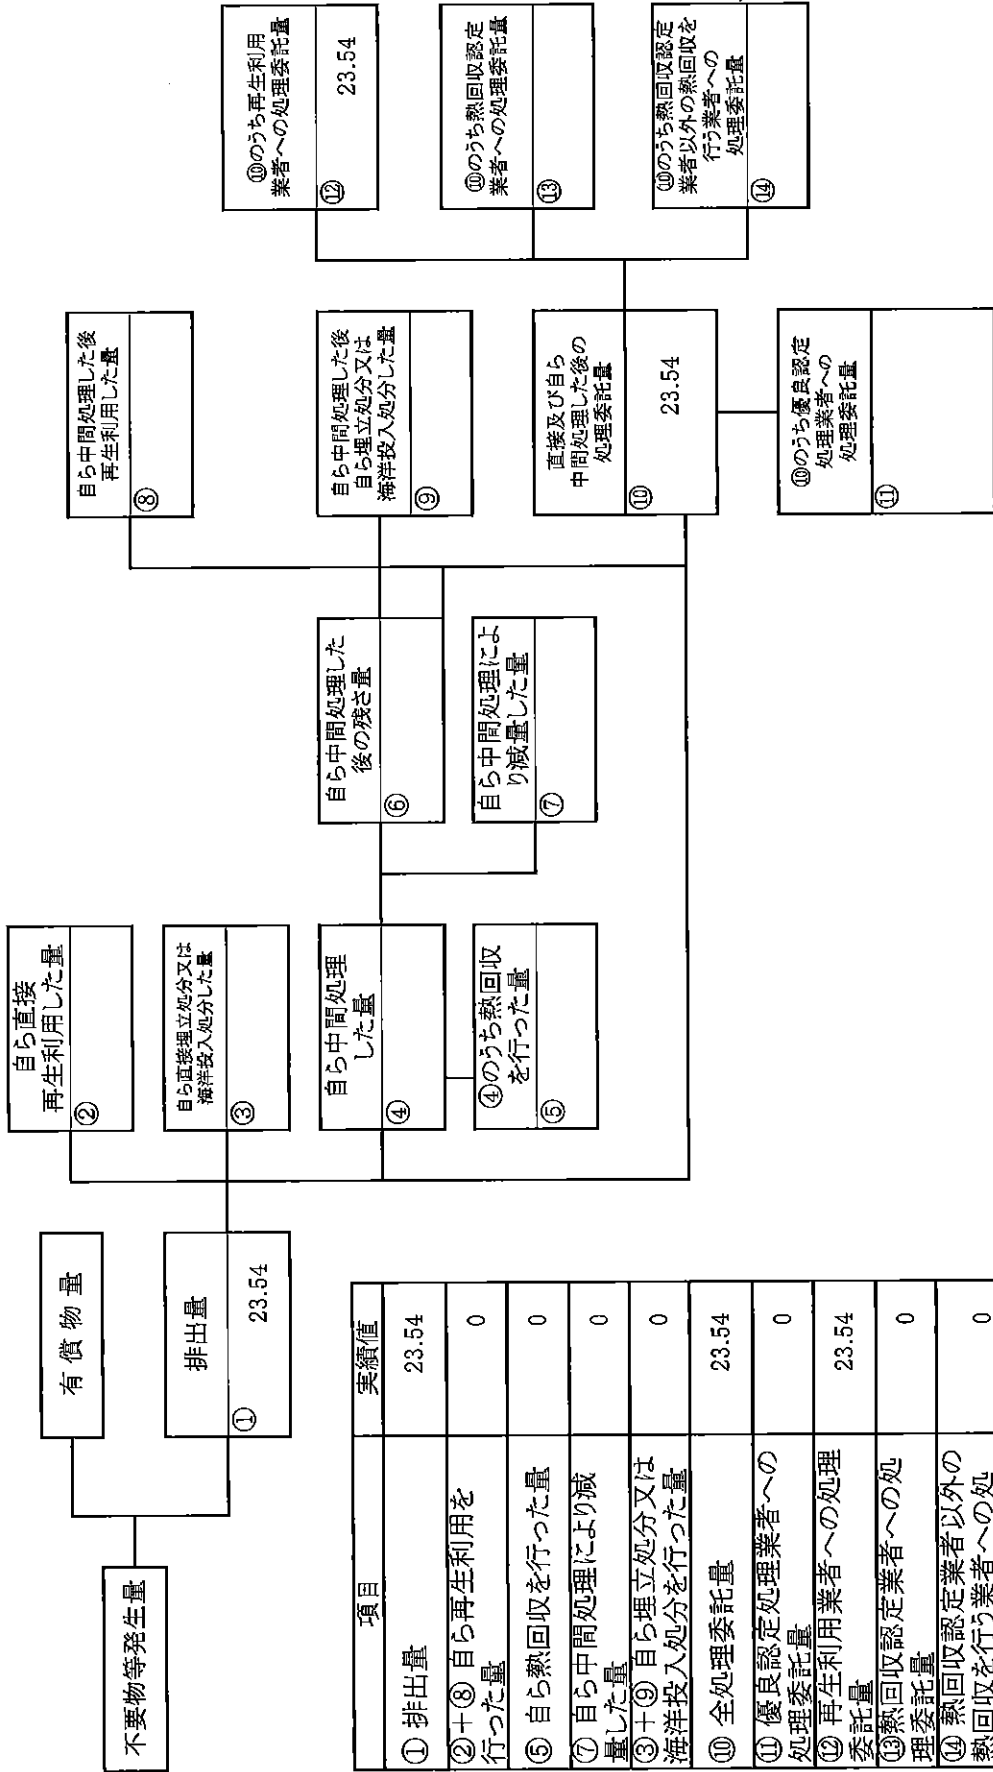 不要物等発生量
有償物量
排出量
①
23.54
自ら直接
再生利用した量
②
自ら直接埋立処分又は
海洋投入処分した量
③
自ら中間処理
した量
④
④のうち熱回収
を行った量
⑤
自ら中間処理した
後の残さ量
⑥
自ら中間処理によ
り減量した量
⑦
自ら中間処理した後
再生利用した量
⑧
自ら中間処理した後
自ら埋立処分又は
海洋投入処分した量
⑨
直接及び自ら
中間処理した後の
処理委託量
⑩
23.54
⑩のうち優良認定
処理業者への
処理委託量
⑪
⑩のうち再生利用
業者への処理委託量
⑫
23.54
⑩のうち熱回収認定
業者への処理委託量
⑬
⑩のうち熱回収認定
業者以外の熱回収を
行う業者への
処理委託量
⑭
項目 実績値
①排出量 23.54
②+⑧自ら再生利用を
行った量 0
⑤自ら熱回収を行った量 0
⑦自ら中間処理により減
量した量 0
③+⑨自ら埋立処分又は
海洋投入処分を行った量 0
⑩全処理委託量 23.54
⑪優良認定処理業者への
処理委託量 0
⑫再生利用業者への処理
委託量 23.54
⑬熱回収認定業者への処
理委託量 0
⑭熱回収認定業者以外の
熱回収を行う業者への処 0